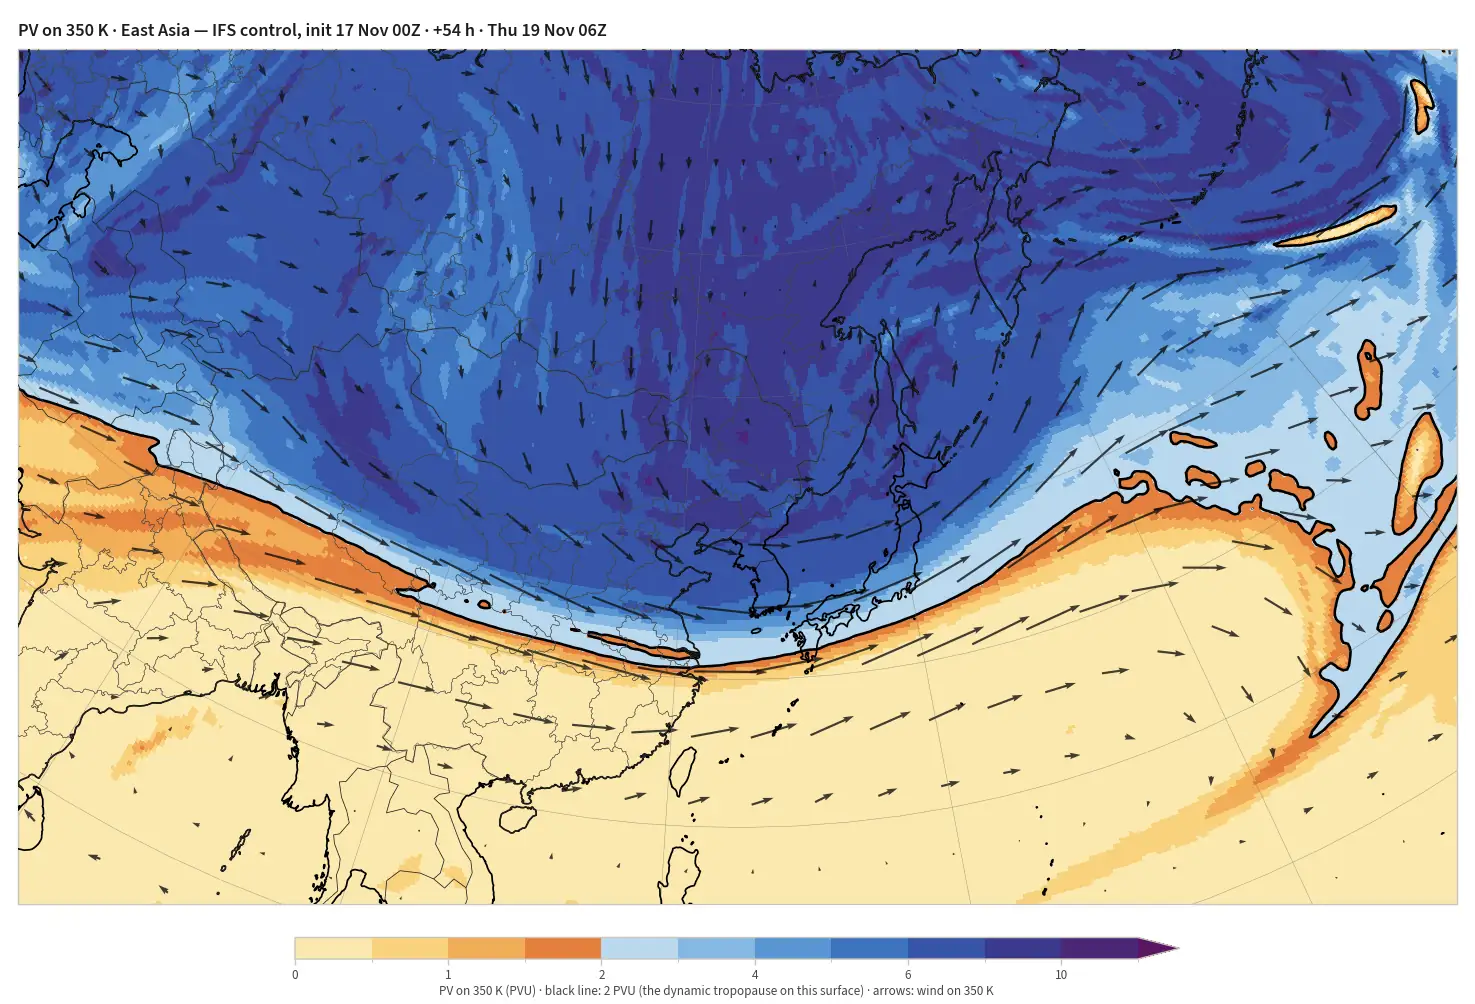 PV on 350 K · East Asia — IFS control, init 17 Nov 00Z · +54 h · Thu 19 Nov 06Z
0 1 2 4 6 10
PV on 350 K (PVU) · black line: 2 PVU (the dynamic tropopause on this surface) · arrows: wind on 350 K